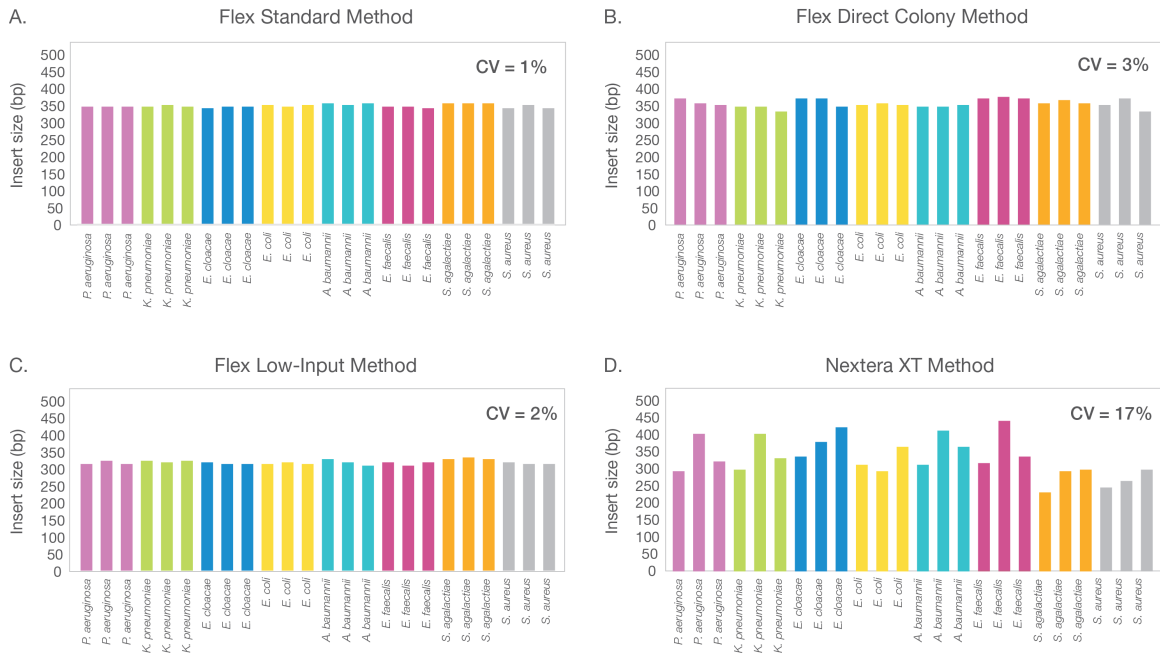 A.
Flex Standard Method
CV = 1%
Insert size (bp)
500
450
400
350
300
250
200
150
100
50
0
P. aeruginosa
P. aeruginosa
P. aeruginosa
K. pneumoniae
K. pneumoniae
K. pneumoniae
E. cloacae
E. cloacae
E. cloacae
E. coli
E. coli
E. coli
A. baumannii
A. baumannii
A. baumannii
E. faecalis
E. faecalis
E. faecalis
S. agalactiae
S. agalactiae
S. agalactiae
S. aureus
S. aureus
S. aureus
B.
Flex Direct Colony Method
CV = 3%
Insert size (bp)
500
450
400
350
300
250
200
150
100
50
0
P. aeruginosa
P. aeruginosa
P. aeruginosa
K. pneumoniae
K. pneumoniae
K. pneumoniae
E. cloacae
E. cloacae
E. cloacae
E. coli
E. coli
E. coli
A. baumannii
A. baumannii
A. baumannii
E. faecalis
E. faecalis
E. faecalis
S. agalactiae
S. agalactiae
S. agalactiae
S. aureus
S. aureus
S. aureus
C.
Flex Low-Input Method
CV = 2%
Insert size (bp)
500
450
400
350
300
250
200
150
100
50
0
P. aeruginosa
P. aeruginosa
P. aeruginosa
K. pneumoniae
K. pneumoniae
K. pneumoniae
E. cloacae
E. cloacae
E. cloacae
E. coli
E. coli
E. coli
A. baumannii
A. baumannii
A. baumannii
E. faecalis
E. faecalis
E. faecalis
S. agalactiae
S. agalactiae
S. agalactiae
S. aureus
S. aureus
S. aureus
D.
Nextera XT Method
CV = 17%
Insert size (bp)
500
450
400
350
300
250
200
150
100
50
0
P. aeruginosa
P. aeruginosa
P. aeruginosa
K. pneumoniae
K. pneumoniae
K. pneumoniae
E. cloacae
E. cloacae
E. cloacae
E. coli
E. coli
E. coli
A. baumannii
A. baumannii
A. baumannii
E. faecalis
E. faecalis
E. faecalis
S. agalactiae
S. agalactiae
S. agalactiae
S. aureus
S. aureus
S. aureus